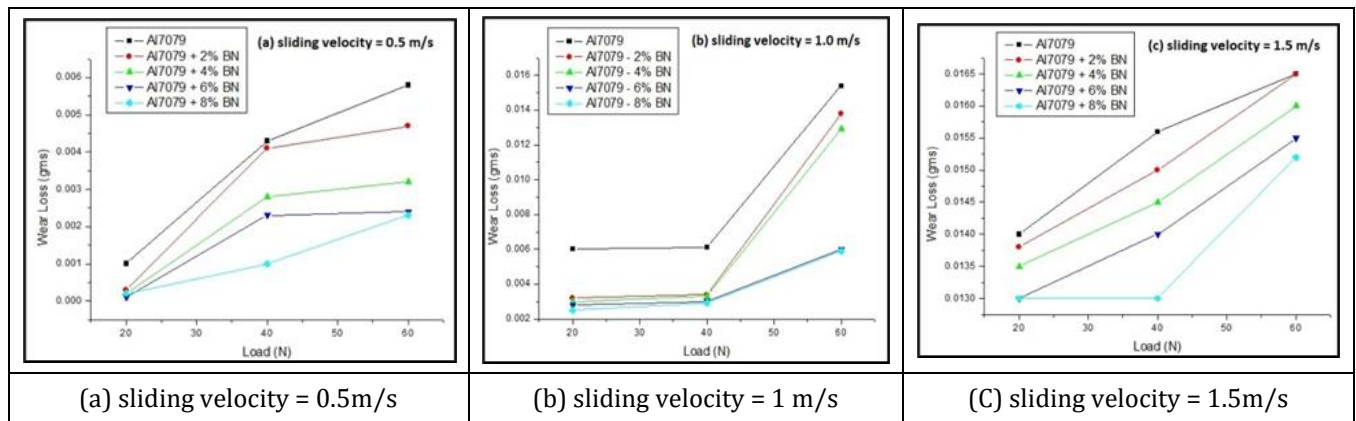 (a) sliding velocity = 0.5 m/s
Al7079
Al7079 + 2% BN
Al7079 + 4% BN
Al7079 + 6% BN
Al7079 + 8% BN
0.006
0.005
0.004
0.003
0.002
0.001
0.000
Wear Loss (gms)
20 30 40 50 60
Load (N)
(b) sliding velocity = 1.0 m/s
Al7079
Al7079 - 2% BN
Al7079 - 4% BN
Al7079 - 6% BN
Al7079 - 8% BN
0.016
0.014
0.012
0.010
0.008
0.006
0.004
0.002
Wear Loss (gms)
20 30 40 50 60
Load (N)
(c) sliding velocity = 1.5 m/s
Al7079
Al7079 + 2% BN
Al7079 + 4% BN
Al7079 + 6% BN
Al7079 + 8% BN
0.0165
0.0160
0.0155
0.0150
0.0145
0.0140
0.0135
0.0130
Wear Loss (gms)
20 30 40 50 60
Load (N)
(a) sliding velocity = 0.5m/s
(b) sliding velocity = 1 m/s
(C) sliding velocity = 1.5m/s